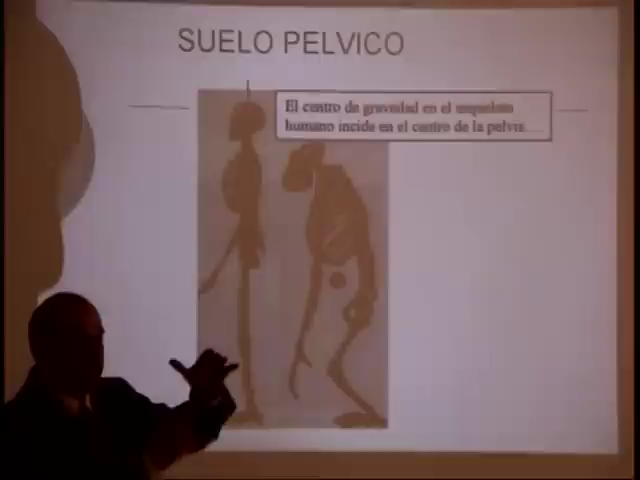 SUELO PELVICO
El centro de gravedad en el esqueleto
humano incide en el centro de la pelvis....